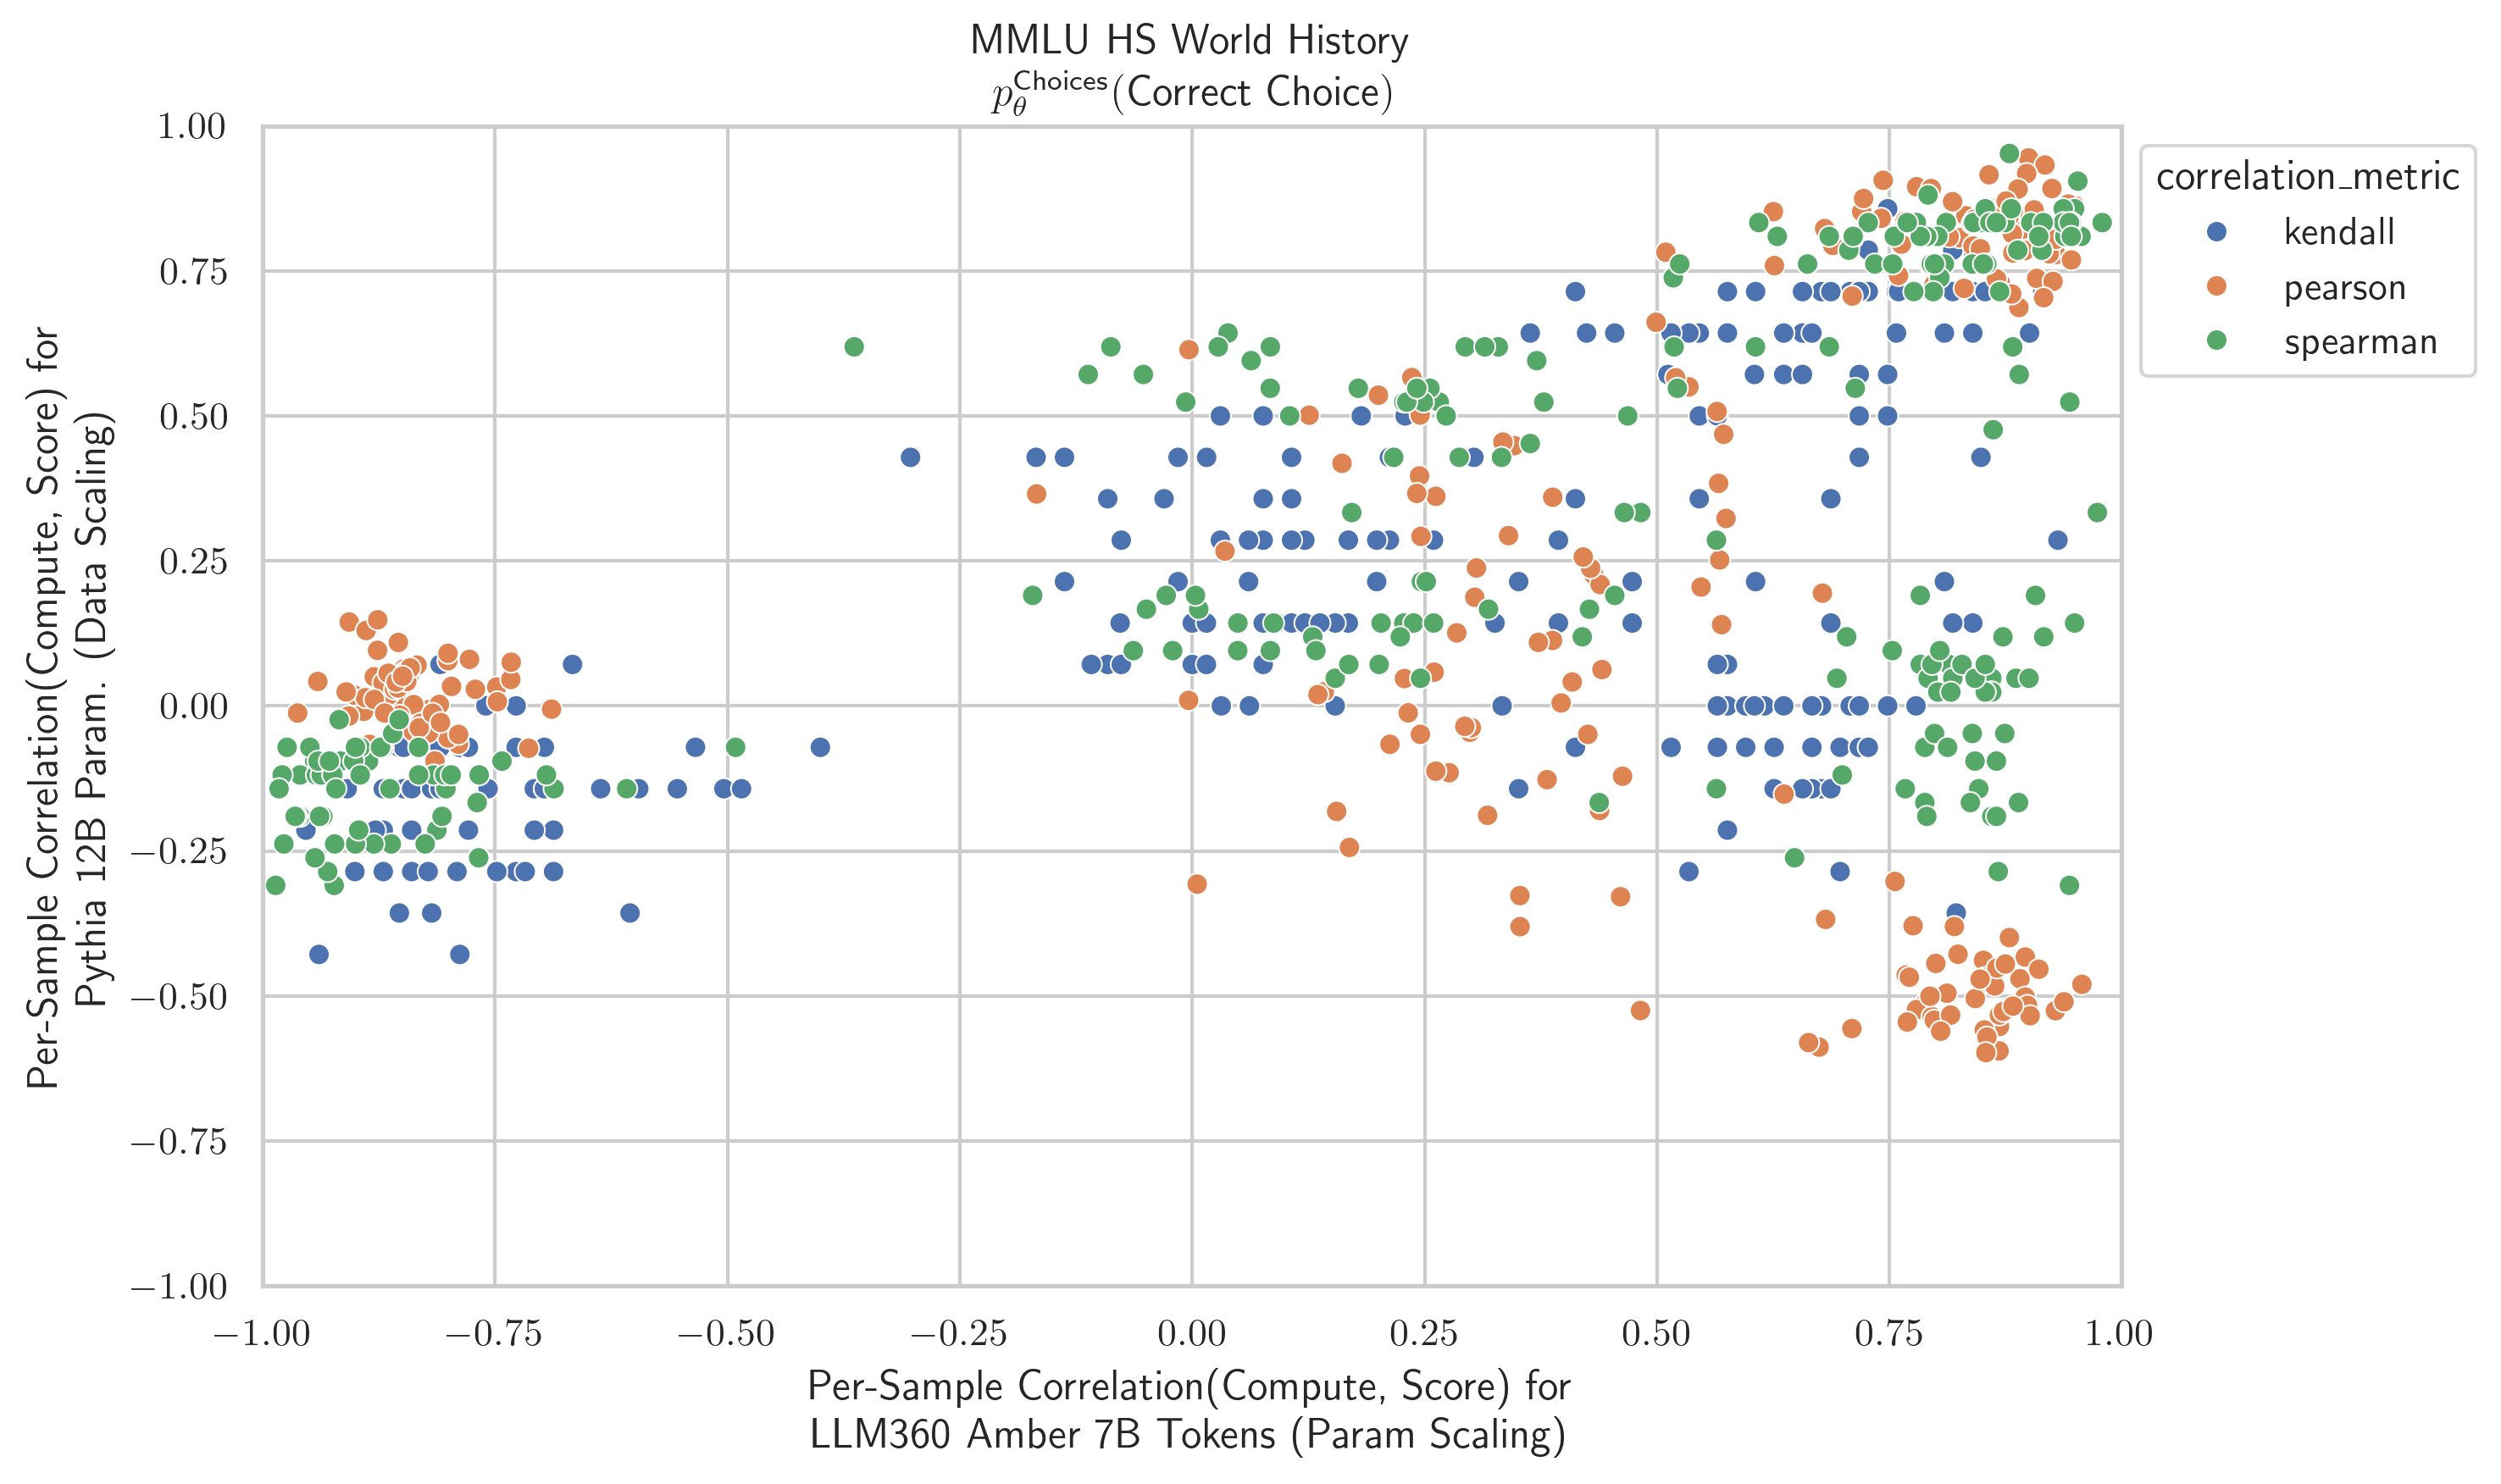 MMLU HS World History
p_θ^Choices(Correct Choice)
1.00
0.75
0.50
0.25
0.00
−0.25
−0.50
−0.75
−1.00
Per-Sample Correlation(Compute, Score) for
Pythia 12B Param. (Data Scaling)
−1.00 −0.75 −0.50 −0.25 0.00 0.25 0.50 0.75 1.00
Per-Sample Correlation(Compute, Score) for
LLM360 Amber 7B Tokens (Param Scaling)
correlation_metric
kendall
pearson
spearman